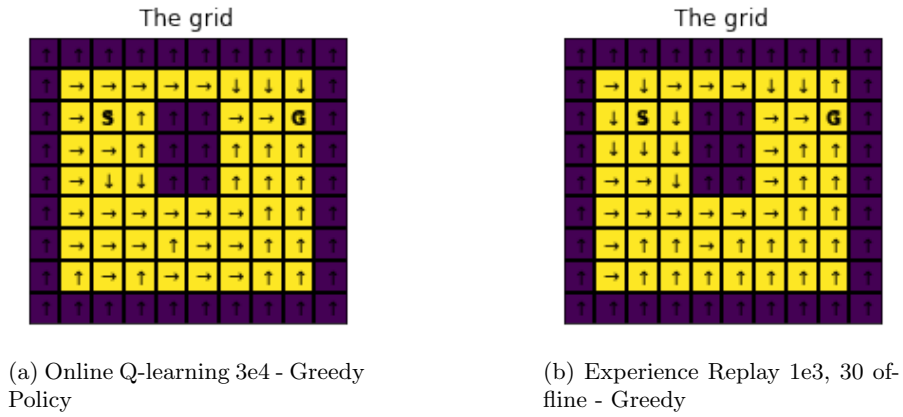 The grid
S
G
(a) Online Q-learning 3e4 - Greedy
Policy
The grid
S
G
(b) Experience Replay 1e3, 30 of-
fline - Greedy